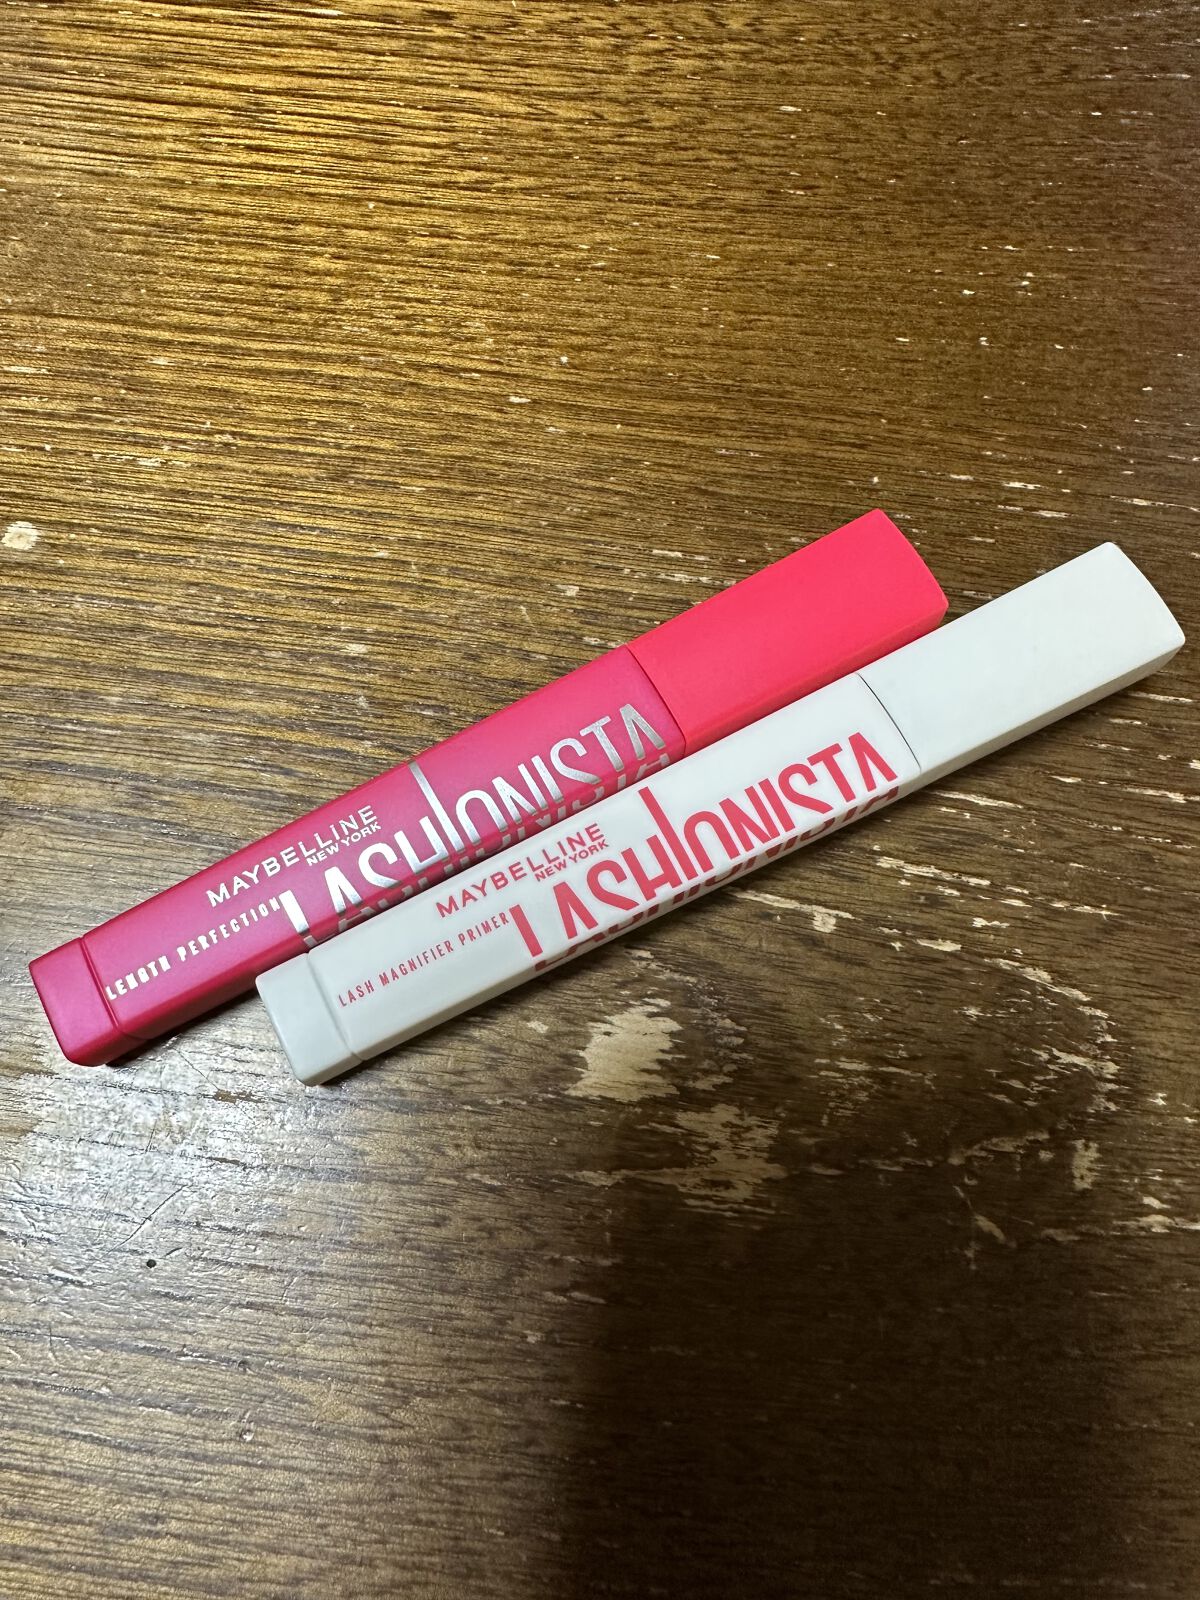 MAYBELLINE
NEW YORK
LASHIONISTA
LENGTH PERFECTION
MAYBELLINE
NEW YORK
LASHIONISTA
LASH MAGNIFIER PRIMER